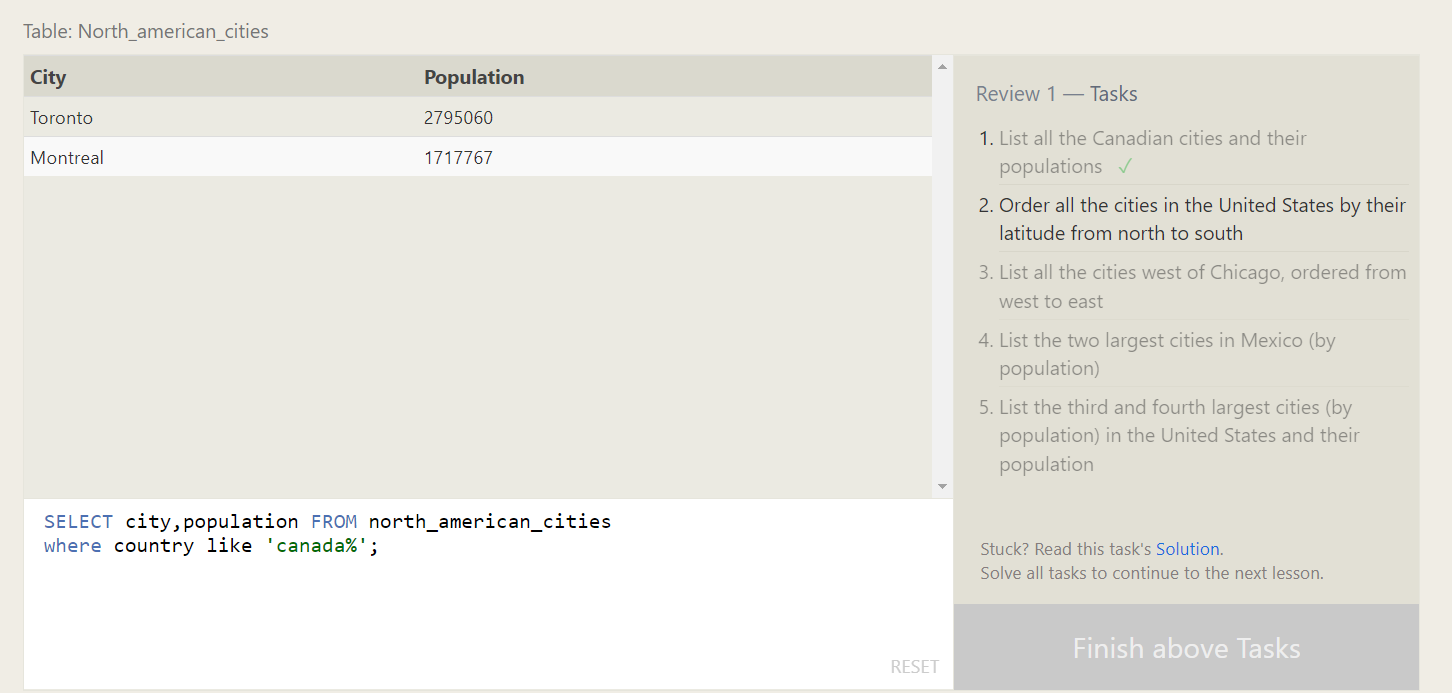 Table: North_american_cities
City Population
Toronto 2795060
Montreal 1717767
SELECT city,population FROM north_american_cities
where country like 'canada%';
RESET
Review 1 — Tasks
1. List all the Canadian cities and their
populations ✓
2. Order all the cities in the United States by their
latitude from north to south
3. List all the cities west of Chicago, ordered from
west to east
4. List the two largest cities in Mexico (by
population)
5. List the third and fourth largest cities (by
population) in the United States and their
population
Stuck? Read this task's Solution.
Solve all tasks to continue to the next lesson.
Finish above Tasks